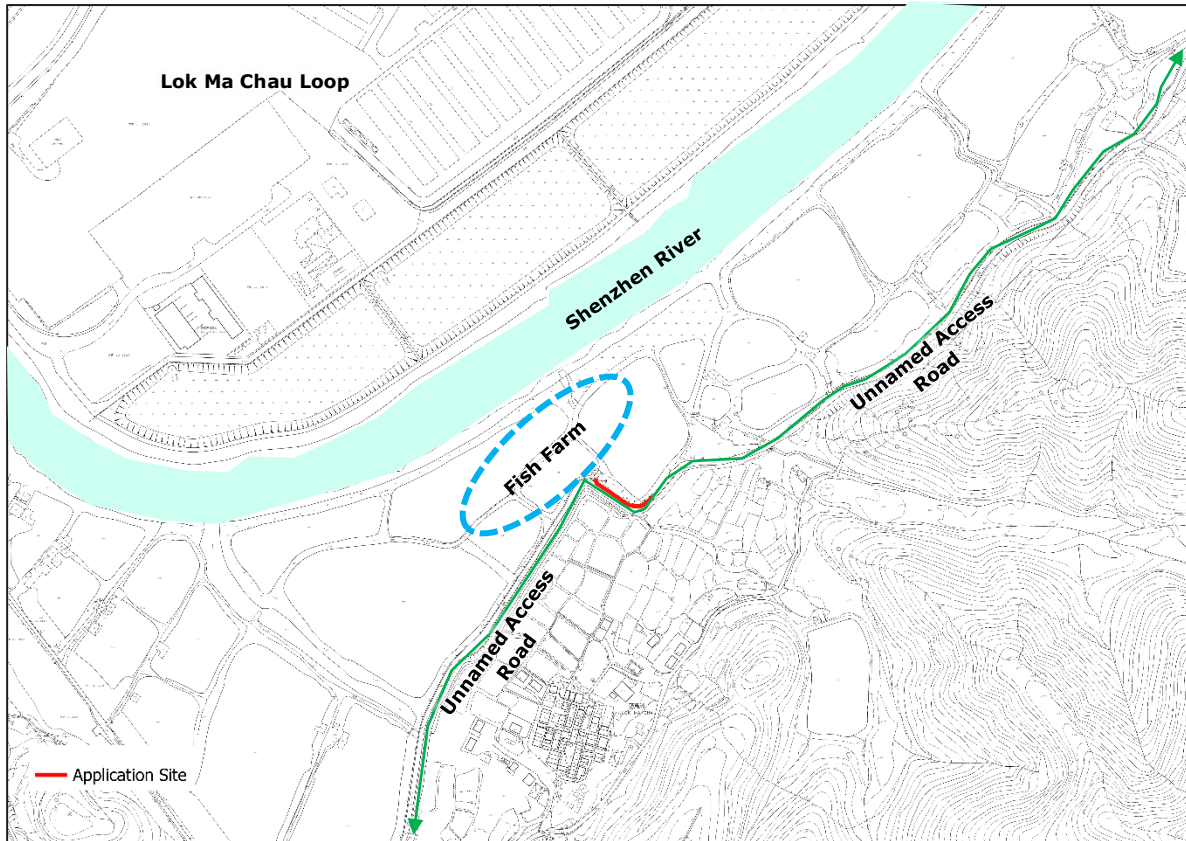 Lok Ma Chau Loop
Shenzhen River
Unnamed Access
Road
Fish Farm
Unnamed Access
Road
Application Site